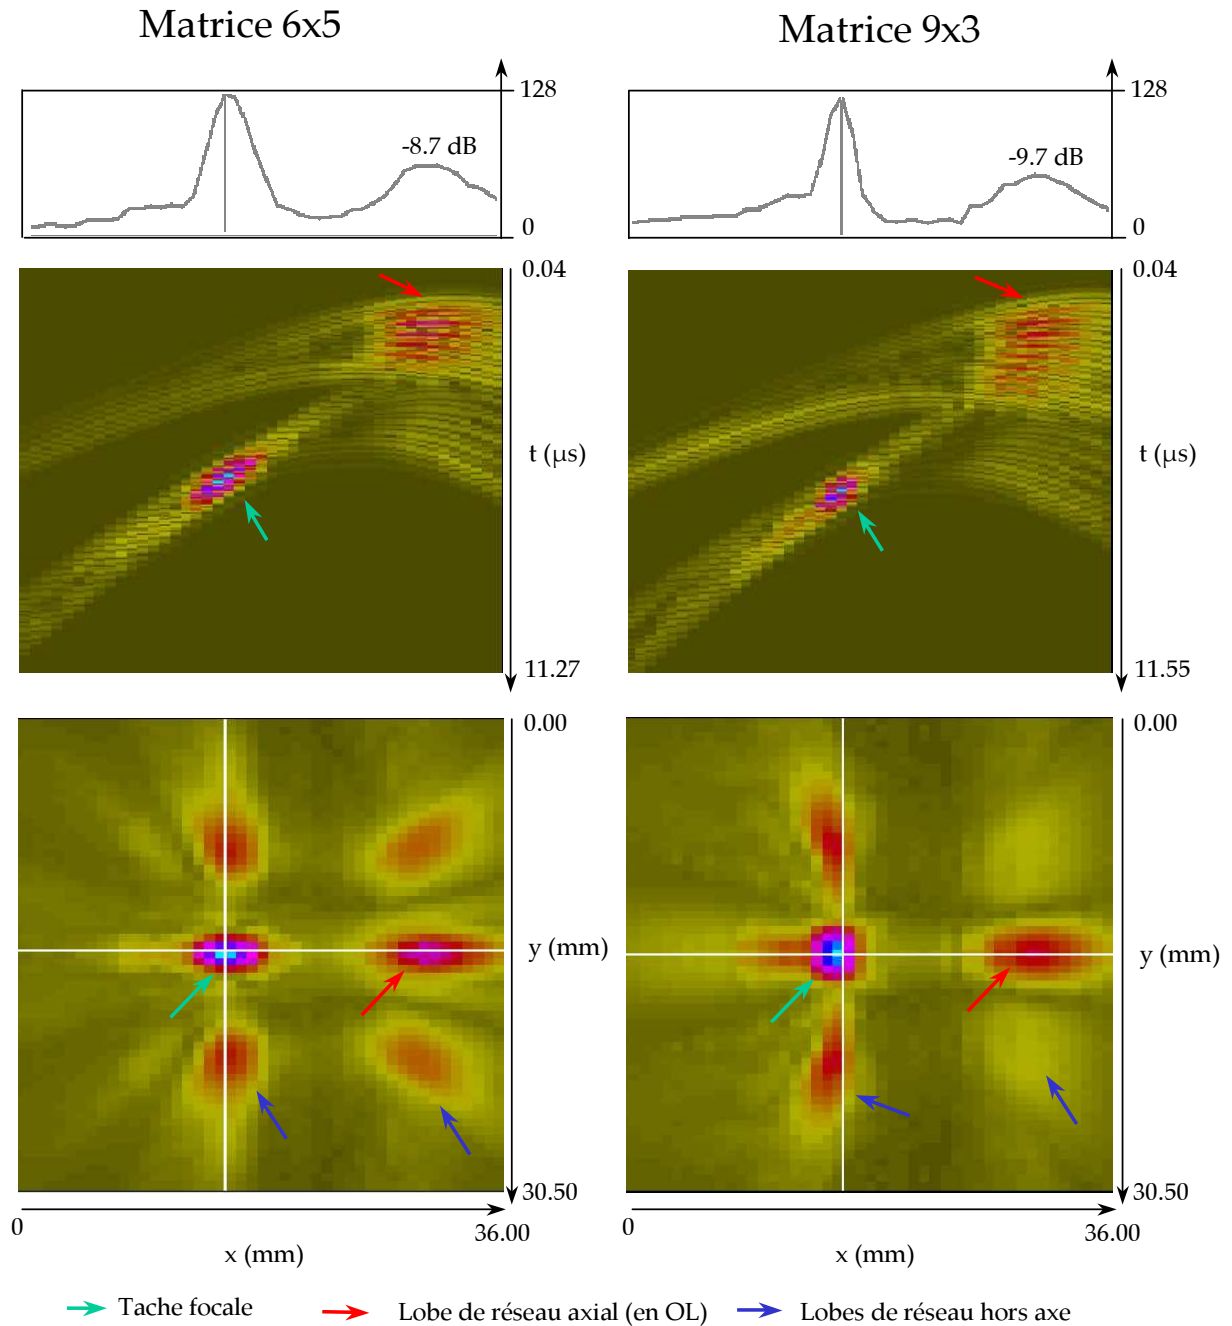 Matrice 6x5
Matrice 9x3
128
-8.7 dB
0
128
-9.7 dB
0
0.04
t (µs)
11.27
0.04
t (µs)
11.55
0.00
y (mm)
30.50
0
36.00
x (mm)
0.00
y (mm)
30.50
0
36.00
x (mm)
Tache focale
Lobe de réseau axial (en OL)
Lobes de réseau hors axe